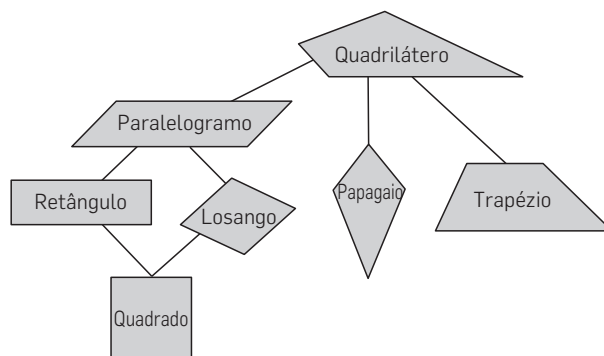 Quadrilátero
Paralelogramo
Retângulo
Losango
Papagaio
Trapézio
Quadrado